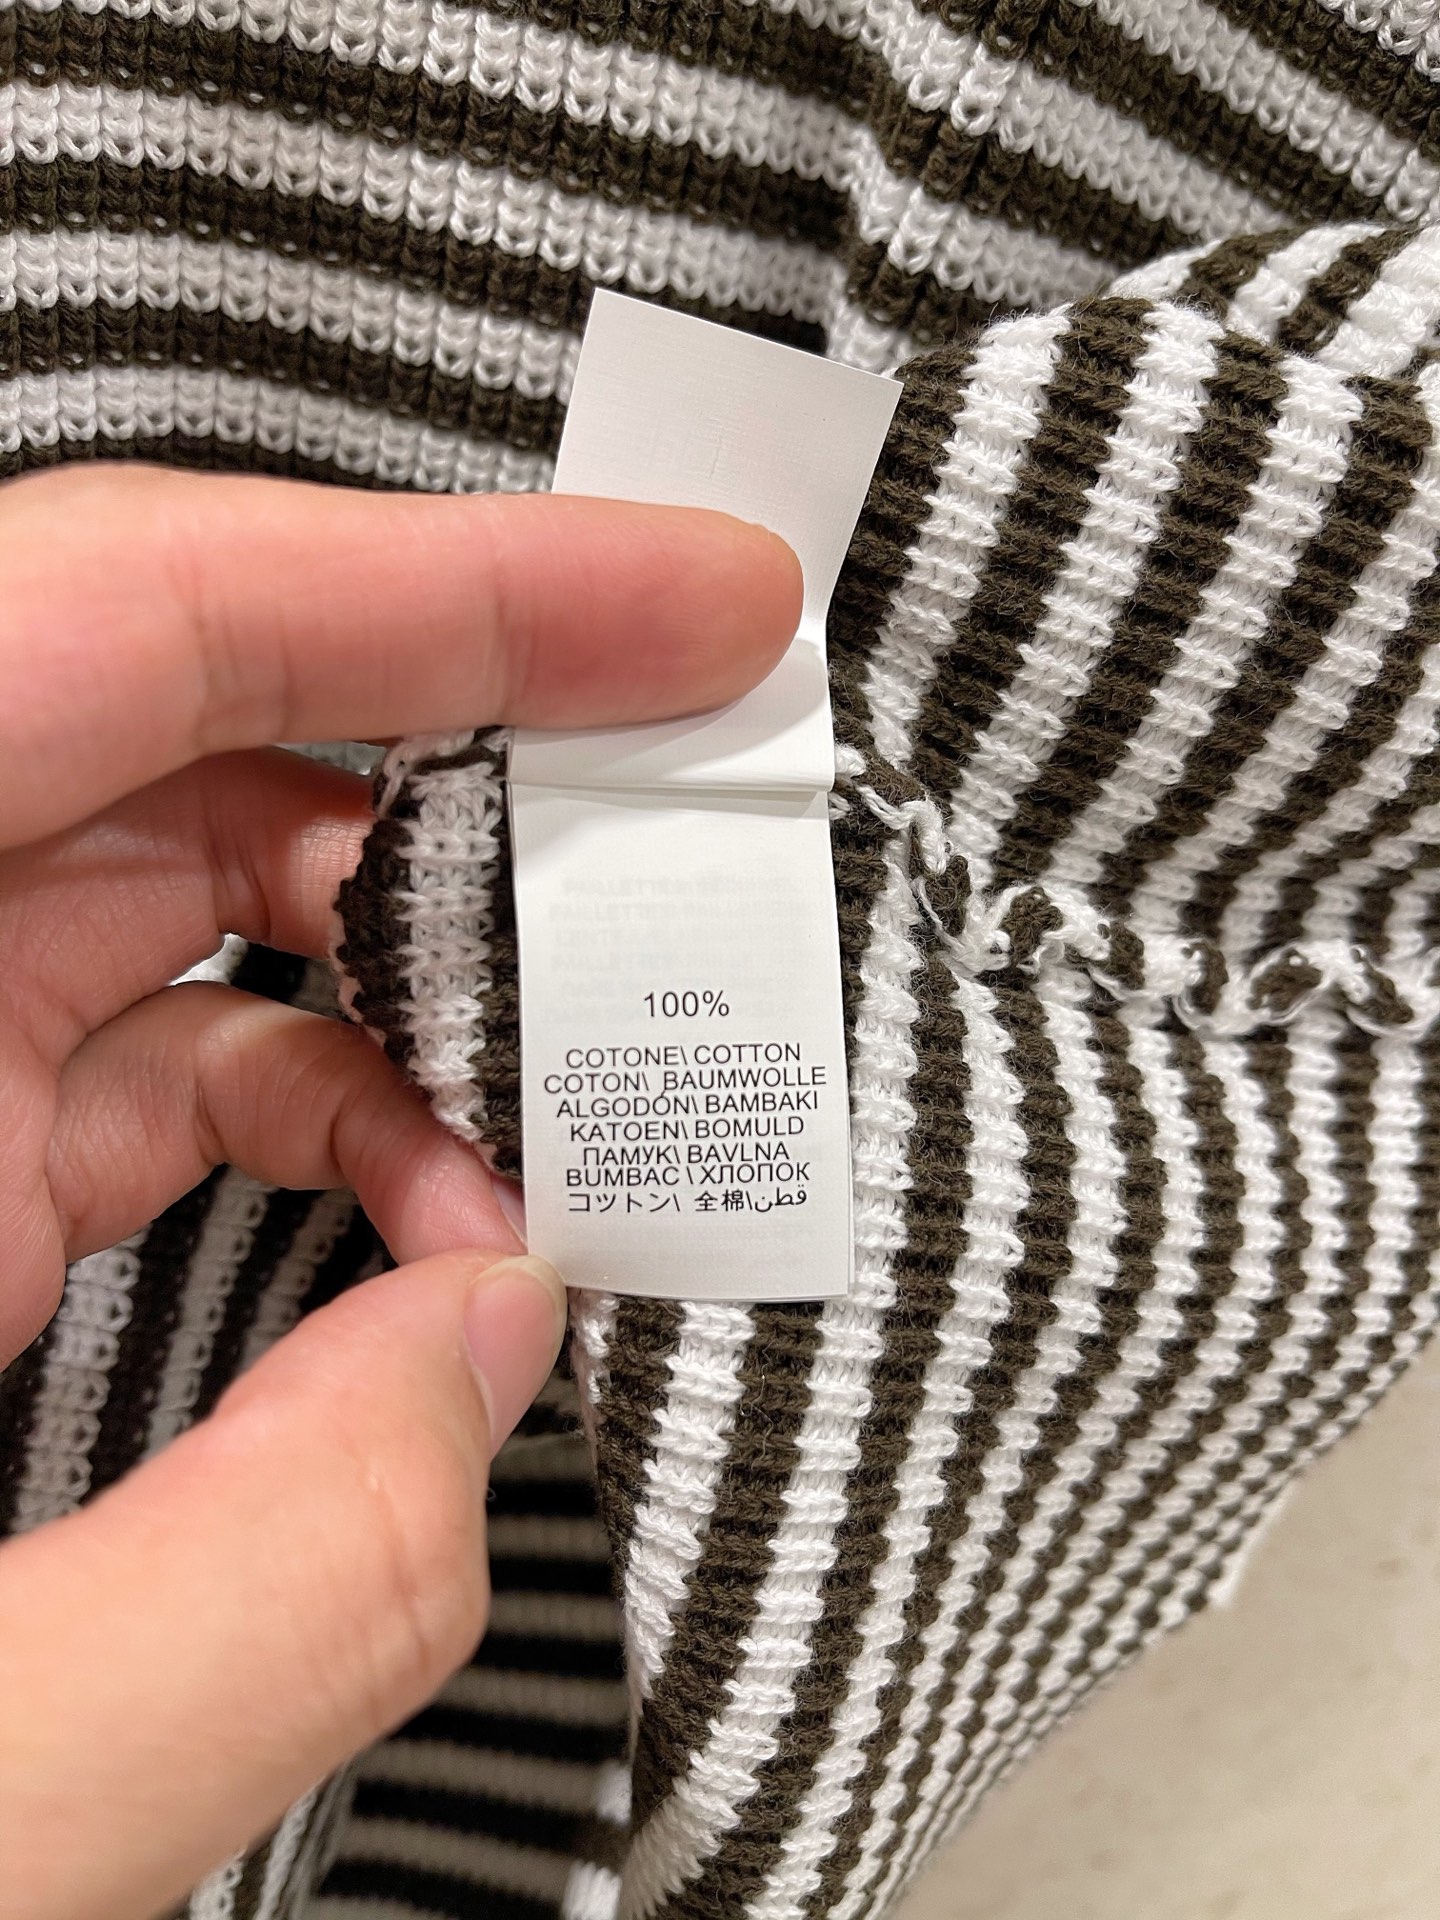 100%
COTONE\ COTTON
COTON\ BAUMWOLLE
ALGODÓN\ BAMBAKI
KATOEN\ BOMULD
ПАМУК\ BAVLNA
BUMBAC \ ХЛОПОК
コットン\ 全棉\قطن